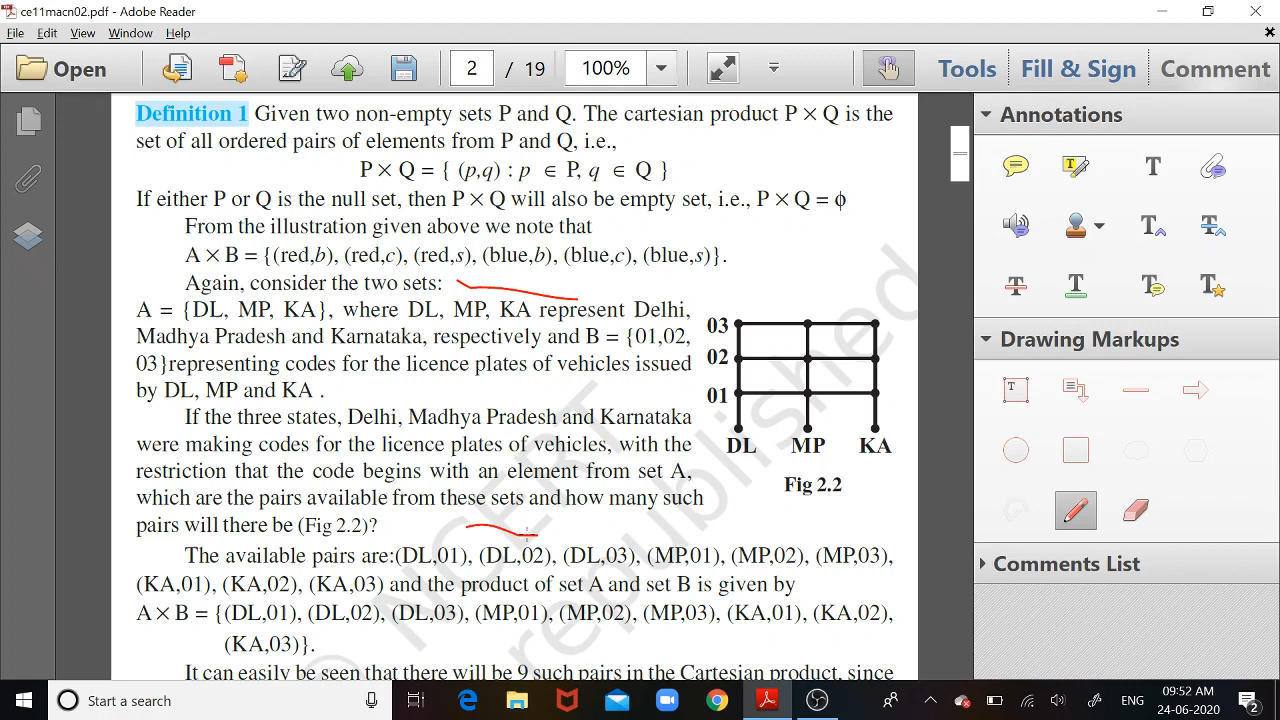 ce11macn02.pdf - Adobe Reader
File Edit View Window Help
Open 2 / 19 100% Tools Fill & Sign Comment
Definition 1 Given two non-empty sets P and Q. The cartesian product P × Q is the
set of all ordered pairs of elements from P and Q, i.e.,
P × Q = { (p,q) : p ∈ P, q ∈ Q }
If either P or Q is the null set, then P × Q will also be empty set, i.e., P × Q = ϕ
From the illustration given above we note that
A × B = {(red,b), (red,c), (red,s), (blue,b), (blue,c), (blue,s)}.
Again, consider the two sets:
A = {DL, MP, KA}, where DL, MP, KA represent Delhi,
Madhya Pradesh and Karnataka, respectively and B = {01,02,
03}representing codes for the licence plates of vehicles issued
by DL, MP and KA .
If the three states, Delhi, Madhya Pradesh and Karnataka
were making codes for the licence plates of vehicles, with the
restriction that the code begins with an element from set A,
which are the pairs available from these sets and how many such
pairs will there be (Fig 2.2)?
03
02
01
DL MP KA
Fig 2.2
The available pairs are:(DL,01), (DL,02), (DL,03), (MP,01), (MP,02), (MP,03),
(KA,01), (KA,02), (KA,03) and the product of set A and set B is given by
A × B = {(DL,01), (DL,02), (DL,03), (MP,01), (MP,02), (MP,03), (KA,01), (KA,02),
(KA,03)}.
It can easily be seen that there will be 9 such pairs in the Cartesian product, since
© NCERT
republished
Annotations
Drawing Markups
Comments List
Start a search
ENG
09:52 AM
24-06-2020
2